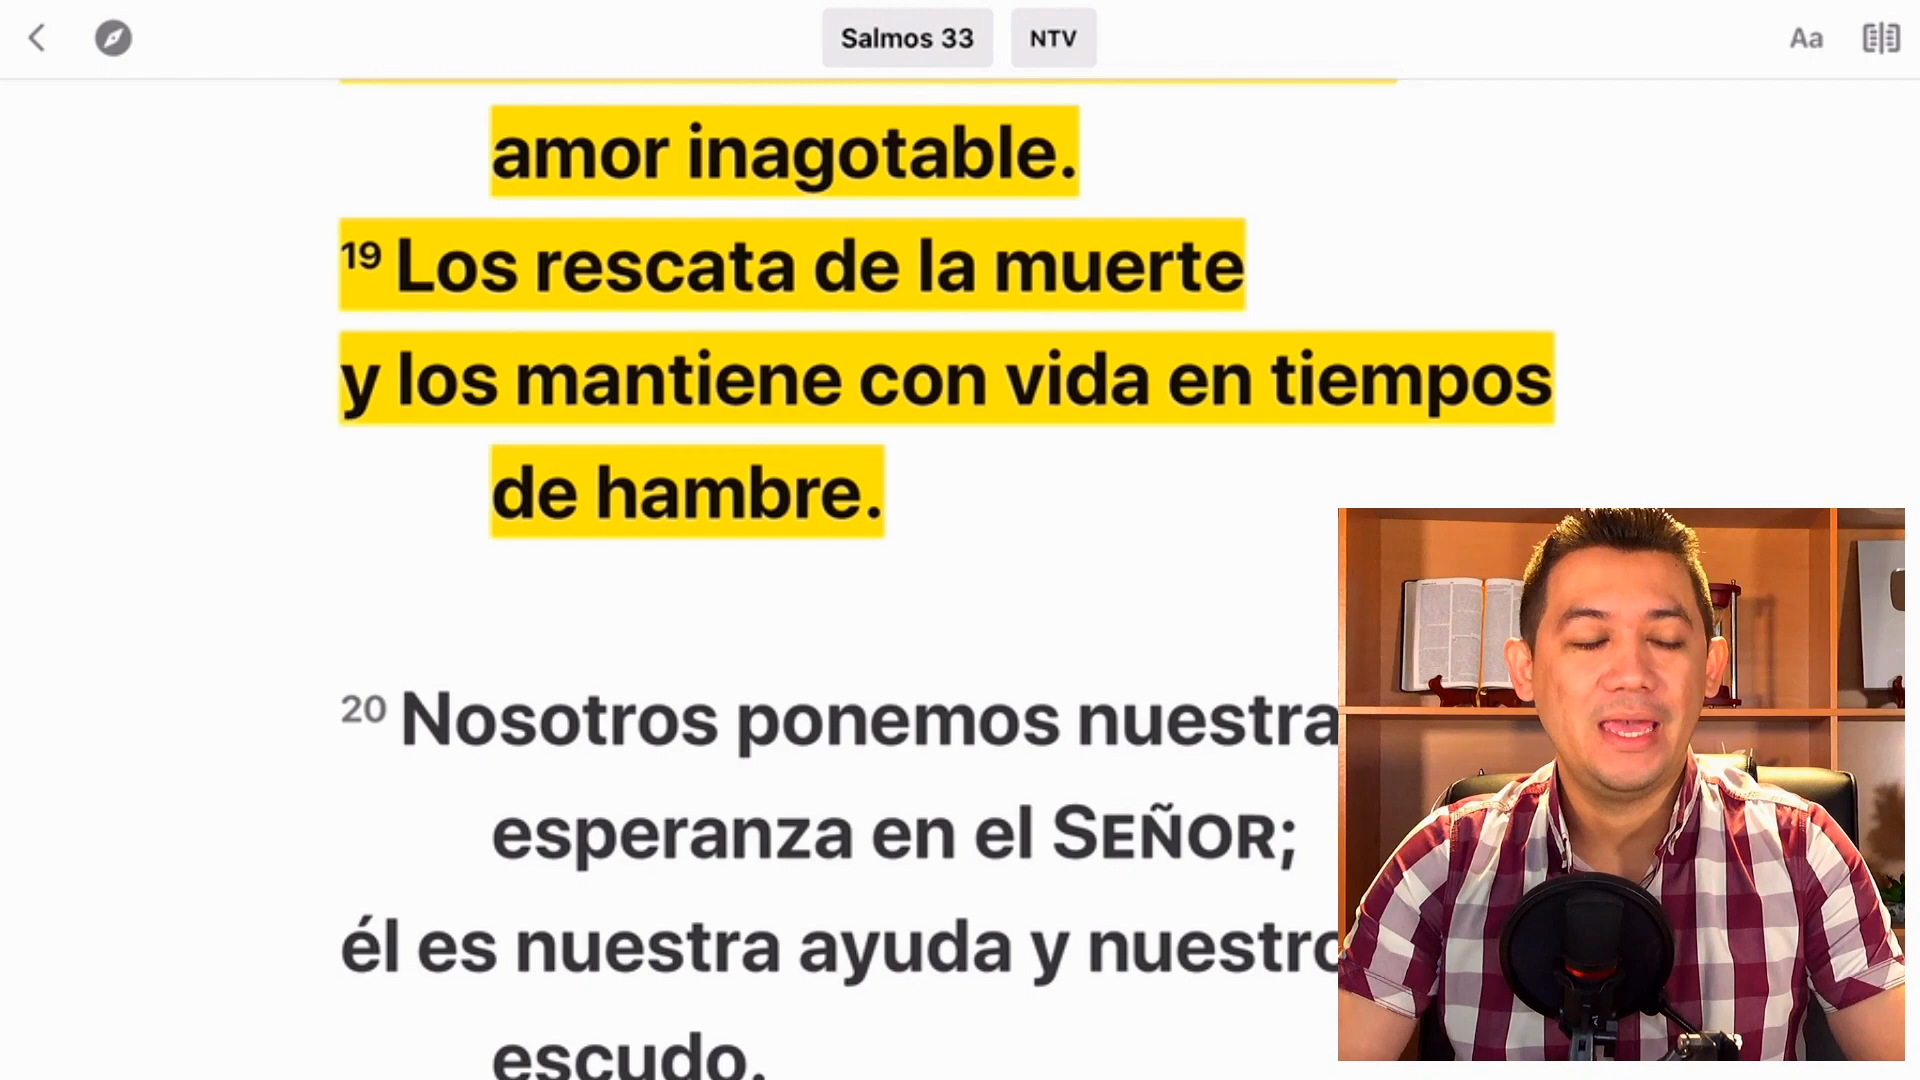 Salmos 33 NTV Aa
amor inagotable.
19 Los rescata de la muerte
y los mantiene con vida en tiempos
de hambre.
20 Nosotros ponemos nuestra
esperanza en el SEÑOR;
él es nuestra ayuda y nuestro
escudo.